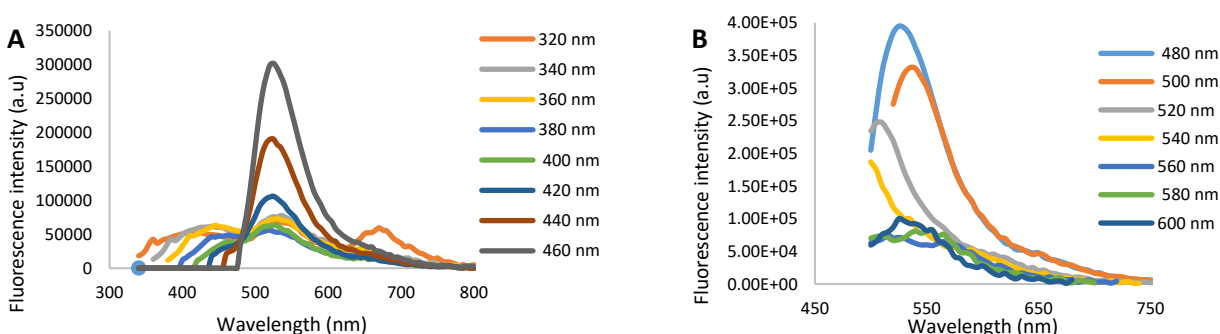 A
Fluorescence intensity (a.u)
350000
300000
250000
200000
150000
100000
50000
0
300 400 500 600 700 800
Wavelength (nm)
320 nm
340 nm
360 nm
380 nm
400 nm
420 nm
440 nm
460 nm
B
Fluorescence intensity (a.u)
4.00E+05
3.50E+05
3.00E+05
2.50E+05
2.00E+05
1.50E+05
1.00E+05
5.00E+04
0.00E+00
450 550 650 750
Wavelength (nm)
480 nm
500 nm
520 nm
540 nm
560 nm
580 nm
600 nm